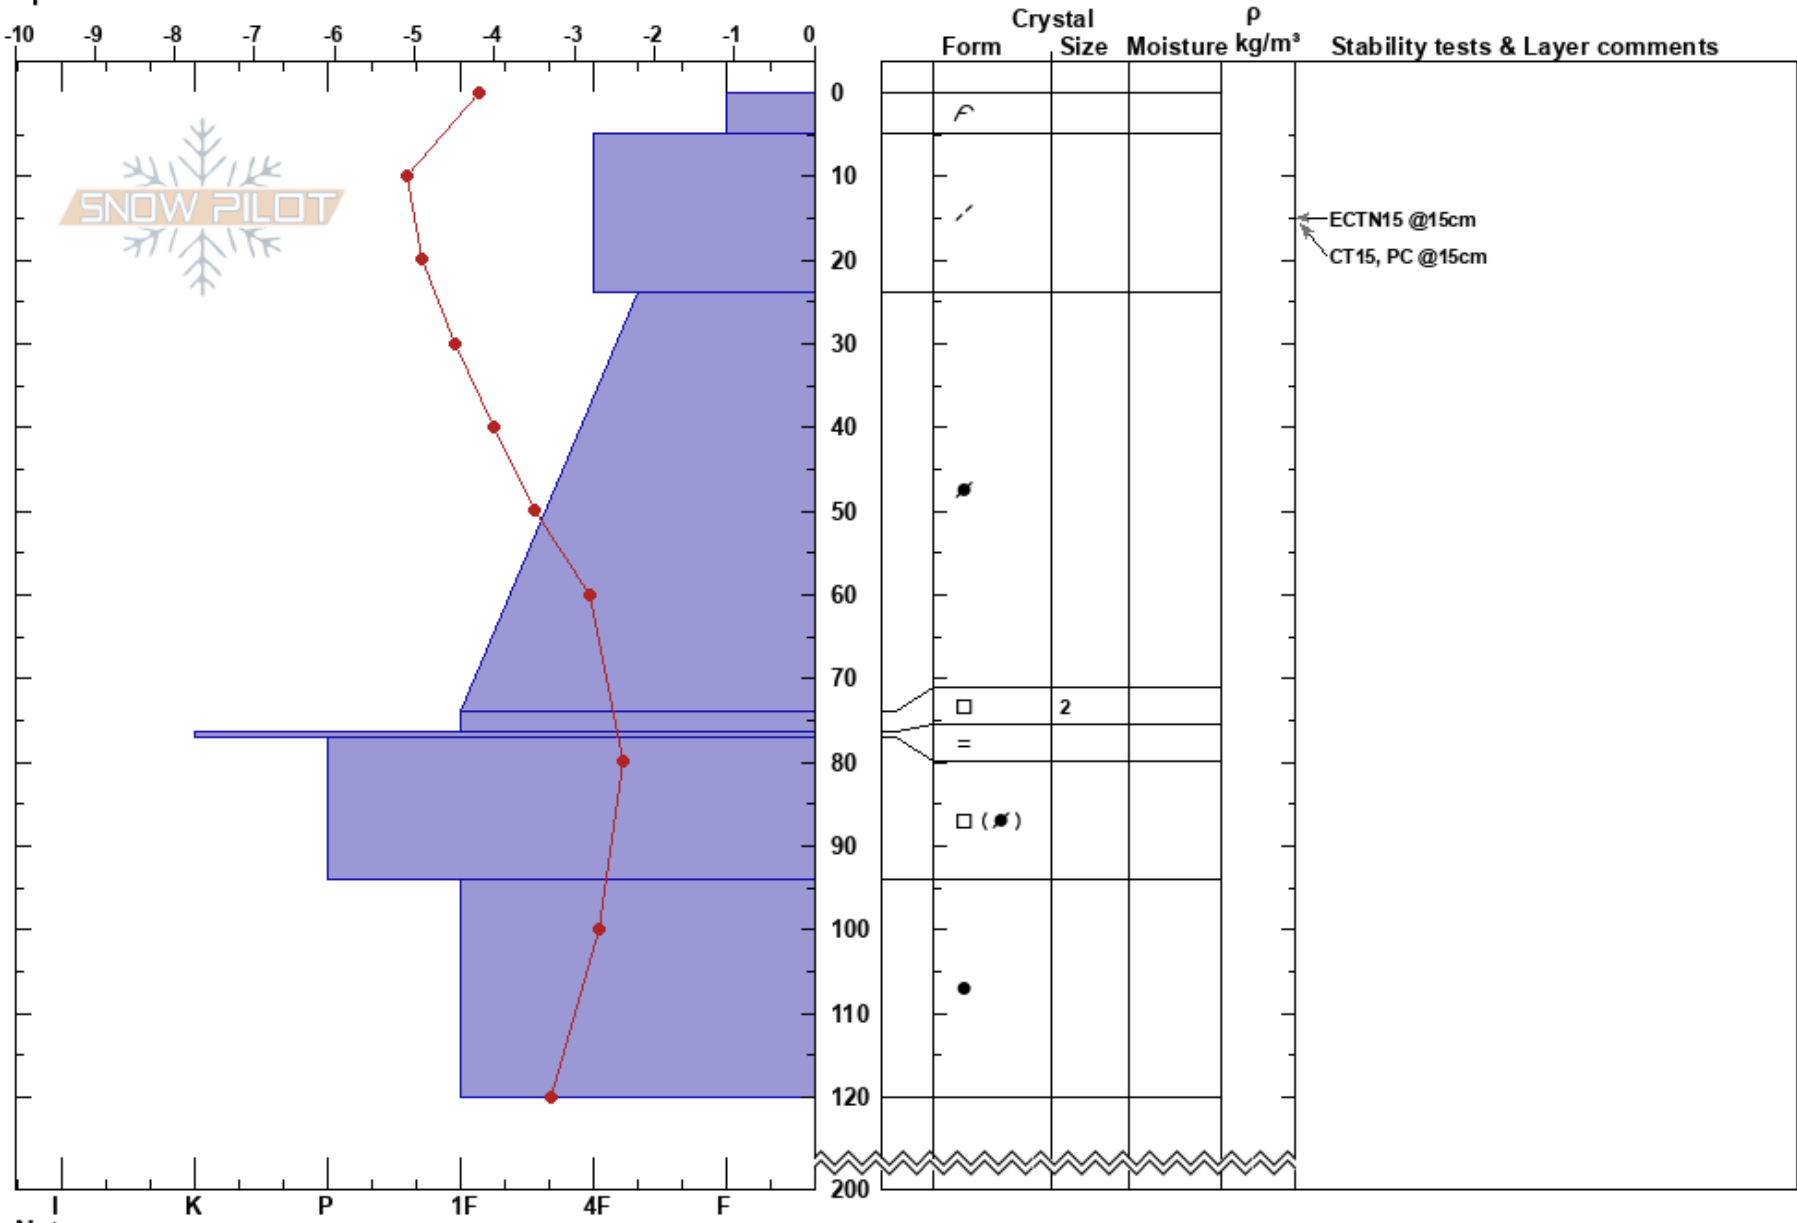 Crystal ρ
-10 -9 -8 -7 -6 -5 -4 -3 -2 -1 0 Form Size Moisture kg/m³ Stability tests & Layer comments
0
SNOW PILOT
10
ECTN15 @15cm
20
CT15, PC @15cm
30
40
50
60
70
2
=
80
( )
90
100
110
120
200
I K P 1F 4F F